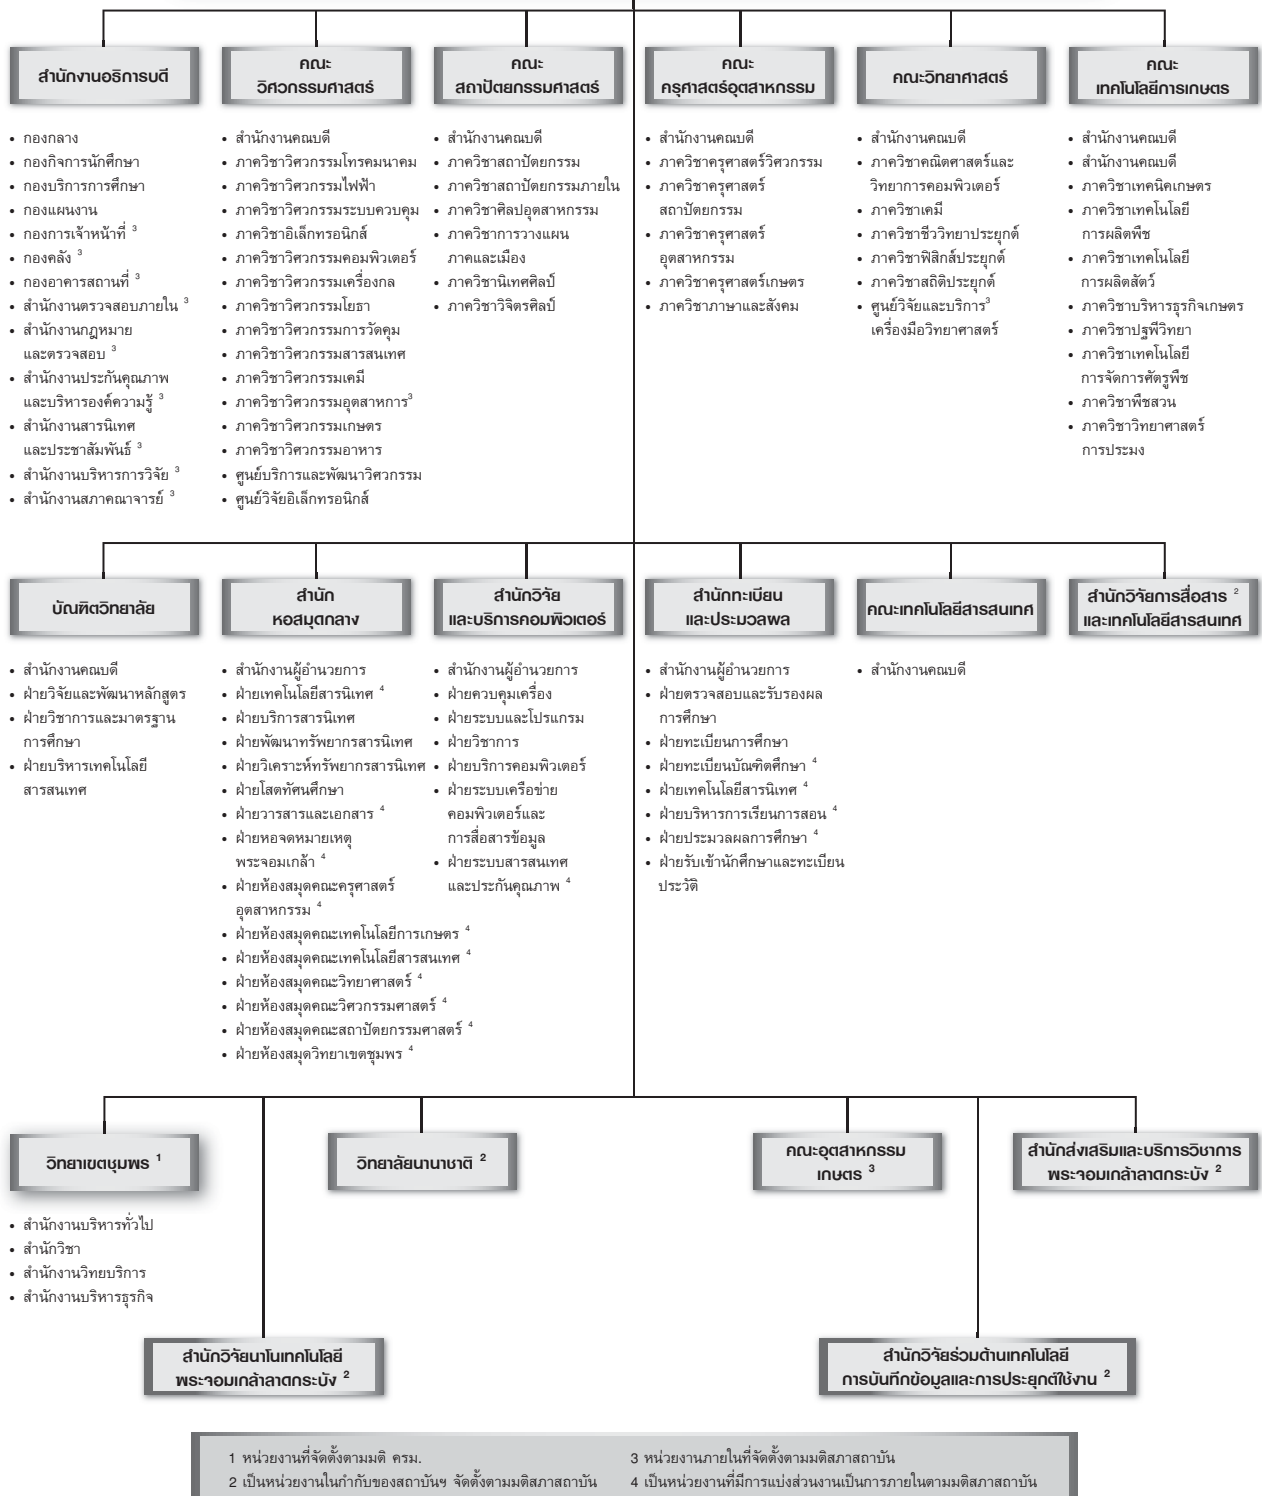 สำนักงานอธิการบดี
• กองกลาง
• กองกิจการนักศึกษา
• กองบริการการศึกษา
• กองแผนงาน
• กองการเจ้าหน้าที่ 3
• กองคลัง 3
• กองอาคารสถานที่ 3
• สำนักงานตรวจสอบภายใน 3
• สำนักงานกฎหมาย
และตรวจสอบ 3
• สำนักงานประกันคุณภาพ
และบริหารองค์ความรู้ 3
• สำนักงานสารนิเทศ
และประชาสัมพันธ์ 3
• สำนักงานบริหารการวิจัย 3
• สำนักงานสภาคณาจารย์ 3
คณะ
วิศวกรรมศาสตร์
• สำนักงานคณบดี
• ภาควิชาวิศวกรรมโทรคมนาคม
• ภาควิชาวิศวกรรมไฟฟ้า
• ภาควิชาวิศวกรรมระบบควบคุม
• ภาควิชาอิเล็กทรอนิกส์
• ภาควิชาวิศวกรรมคอมพิวเตอร์
• ภาควิชาวิศวกรรมเครื่องกล
• ภาควิชาวิศวกรรมโยธา
• ภาควิชาวิศวกรรมการวัดคุม
• ภาควิชาวิศวกรรมสารสนเทศ
• ภาควิชาวิศวกรรมเคมี
• ภาควิชาวิศวกรรมอุตสาหการ3
• ภาควิชาวิศวกรรมเกษตร
• ภาควิชาวิศวกรรมอาหาร
• ศูนย์บริการและพัฒนาวิศวกรรม
• ศูนย์วิจัยอิเล็กทรอนิกส์
คณะ
สถาปัตยกรรมศาสตร์
• สำนักงานคณบดี
• ภาควิชาสถาปัตยกรรม
• ภาควิชาสถาปัตยกรรมภายใน
• ภาควิชาศิลปอุตสาหกรรม
• ภาควิชาการวางแผน
ภาคและเมือง
• ภาควิชานิเทศศิลป์
• ภาควิชาวิจิตรศิลป์
คณะ
ครุศาสตร์อุตสาหกรรม
• สำนักงานคณบดี
• ภาควิชาครุศาสตร์วิศวกรรม
• ภาควิชาครุศาสตร์
สถาปัตยกรรม
• ภาควิชาครุศาสตร์
อุตสาหกรรม
• ภาควิชาครุศาสตร์เกษตร
• ภาควิชาภาษาและสังคม
คณะวิทยาศาสตร์
• สำนักงานคณบดี
• ภาควิชาคณิตศาสตร์และ
วิทยาการคอมพิวเตอร์
• ภาควิชาเคมี
• ภาควิชาชีววิทยาประยุกต์
• ภาควิชาฟิสิกส์ประยุกต์
• ภาควิชาสถิติประยุกต์
• ศูนย์วิจัยและบริการ3
เครื่องมือวิทยาศาสตร์
คณะ
เทคโนโลยีการเกษตร
• สำนักงานคณบดี
• สำนักงานคณบดี
• ภาควิชาเทคนิคเกษตร
• ภาควิชาเทคโนโลยี
การผลิตพืช
• ภาควิชาเทคโนโลยี
การผลิตสัตว์
• ภาควิชาบริหารธุรกิจเกษตร
• ภาควิชาปฐพีวิทยา
• ภาควิชาเทคโนโลยี
การจัดการศัตรูพืช
• ภาควิชาพืชสวน
• ภาควิชาวิทยาศาสตร์
การประมง
บัณฑิตวิทยาลัย
• สำนักงานคณบดี
• ฝ่ายวิจัยและพัฒนาหลักสูตร
• ฝ่ายวิชาการและมาตรฐาน
การศึกษา
• ฝ่ายบริหารเทคโนโลยี
สารสนเทศ
สำนัก
หอสมุดกลาง
• สำนักงานผู้อำนวยการ
• ฝ่ายเทคโนโลยีสารนิเทศ 4
• ฝ่ายบริการสารนิเทศ
• ฝ่ายพัฒนาทรัพยากรสารนิเทศ
• ฝ่ายวิเคราะห์ทรัพยากรสารนิเทศ
• ฝ่ายโสตทัศนศึกษา
• ฝ่ายวารสารและเอกสาร 4
• ฝ่ายหอจดหมายเหตุ
พระจอมเกล้า 4
• ฝ่ายห้องสมุดคณะครุศาสตร์
อุตสาหกรรม 4
• ฝ่ายห้องสมุดคณะเทคโนโลยีการเกษตร 4
• ฝ่ายห้องสมุดคณะเทคโนโลยีสารสนเทศ 4
• ฝ่ายห้องสมุดคณะวิทยาศาสตร์ 4
• ฝ่ายห้องสมุดคณะวิศวกรรมศาสตร์ 4
• ฝ่ายห้องสมุดคณะสถาปัตยกรรมศาสตร์ 4
• ฝ่ายห้องสมุดวิทยาเขตชุมพร 4
สำนักวิจัย
และบริการคอมพิวเตอร์
• สำนักงานผู้อำนวยการ
• ฝ่ายควบคุมเครื่อง
• ฝ่ายระบบและโปรแกรม
• ฝ่ายวิชาการ
• ฝ่ายบริการคอมพิวเตอร์
• ฝ่ายระบบเครือข่าย
คอมพิวเตอร์และ
การสื่อสารข้อมูล
• ฝ่ายระบบสารสนเทศ
และประกันคุณภาพ 4
สำนักทะเบียน
และประมวลผล
• สำนักงานผู้อำนวยการ
• ฝ่ายตรวจสอบและรับรองผล
การศึกษา
• ฝ่ายทะเบียนการศึกษา
• ฝ่ายทะเบียนบัณฑิตศึกษา 4
• ฝ่ายเทคโนโลยีสารนิเทศ 4
• ฝ่ายบริหารการเรียนการสอน 4
• ฝ่ายประมวลผลการศึกษา 4
• ฝ่ายรับเข้านักศึกษาและทะเบียน
ประวัติ
คณะเทคโนโลยีสารสนเทศ
• สำนักงานคณบดี
สำนักวิจัยการสื่อสาร 2
และเทคโนโลยีสารสนเทศ
วิทยาเขตชุมพร 1
• สำนักงานบริหารทั่วไป
• สำนักวิชา
• สำนักงานวิทยบริการ
• สำนักงานบริหารธุรกิจ
วิทยาลัยนานาชาติ 2
คณะอุตสาหกรรม
เกษตร 3
สำนักส่งเสริมและบริการวิชาการ
พระจอมเกล้าลาดกระบัง 2
สำนักวิจัยนาโนเทคโนโลยี
พระจอมเกล้าลาดกระบัง 2
สำนักวิจัยร่วมด้านเทคโนโลยี
การบันทึกข้อมูลและการประยุกต์ใช้งาน 2
1 หน่วยงานที่จัดตั้งตามมติ ครม.
2 เป็นหน่วยงานในกำกับของสถาบันฯ จัดตั้งตามมติสภาสถาบัน
3 หน่วยงานภายในที่จัดตั้งตามมติสภาสถาบัน
4 เป็นหน่วยงานที่มีการแบ่งส่วนงานเป็นการภายในตามมติสภาสถาบัน